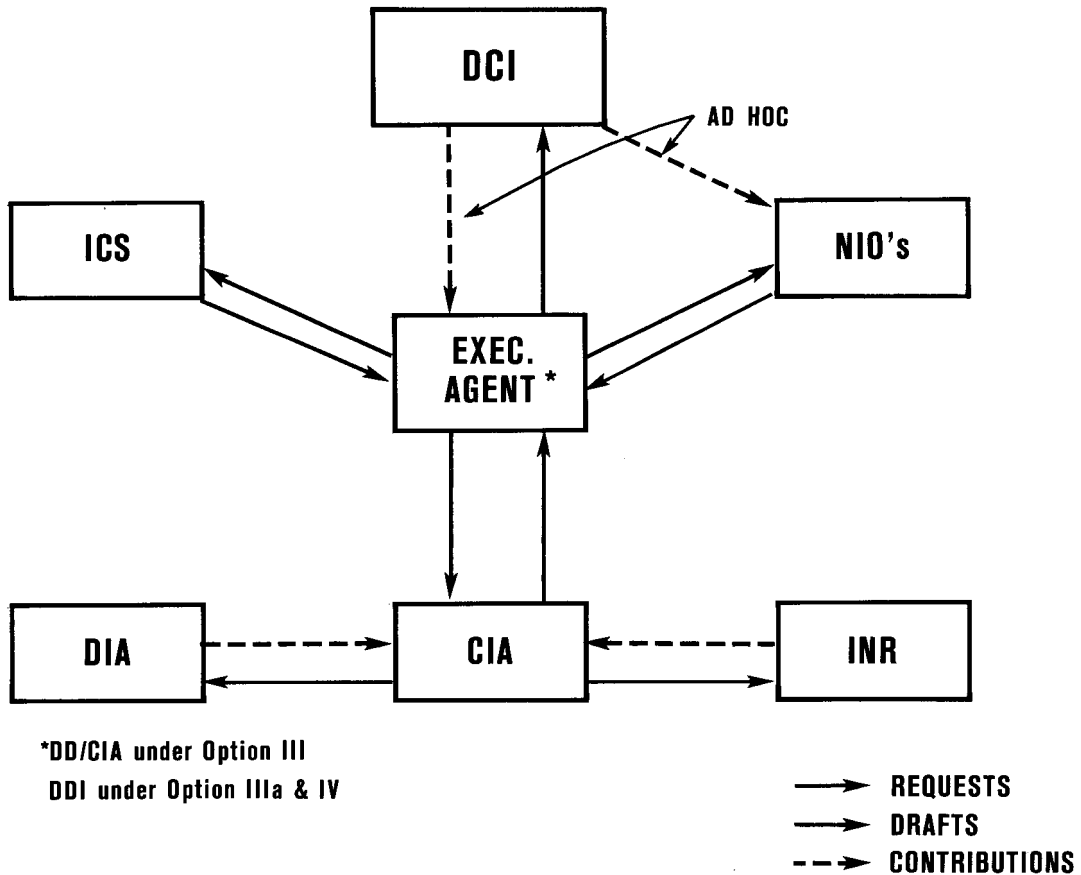 DCI
AD HOC
ICS
NIO's
EXEC.
AGENT *
DIA
CIA
INR
*DD/CIA under Option III
DDI under Option IIIa & IV
REQUESTS
DRAFTS
CONTRIBUTIONS